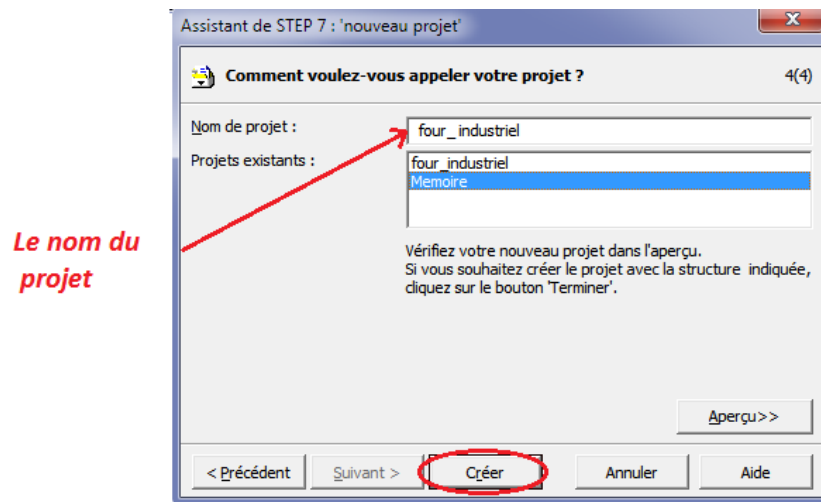 Assistant de STEP 7 : 'nouveau projet'
Comment voulez-vous appeler votre projet ? 4(4)
Nom de projet : four_ industriel
Projets existants : four_industriel
Memoire
Le nom du
projet
Vérifiez votre nouveau projet dans l'aperçu.
Si vous souhaitez créer le projet avec la structure indiquée,
cliquez sur le bouton 'Terminer'.
Aperçu>>
< Précédent Suivant > Créer Annuler Aide